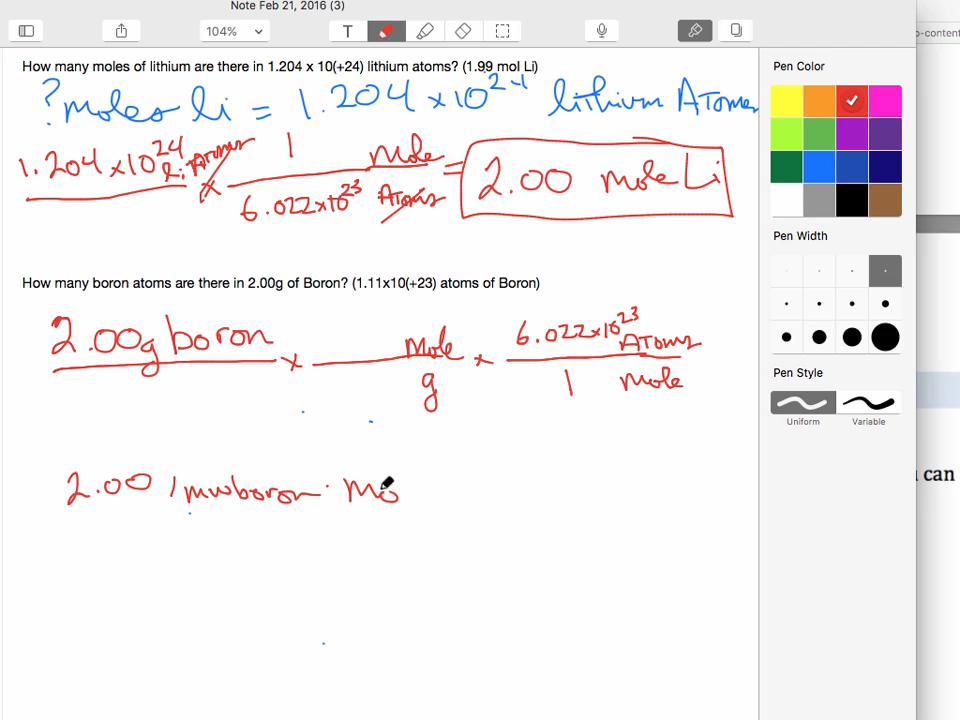 Note Feb 21, 2016 (3)
104%
T
o-content
How many moles of lithium are there in 1.204 x 10(+24) lithium atoms? (1.99 mol Li)
? moles Li = 1.204 x 10^24 lithium Atoms
1.204 x 10^24 Li Atoms x 1 mole = 2.00 mole Li
6.022x10^23 Atoms
How many boron atoms are there in 2.00g of Boron? (1.11x10(+23) atoms of Boron)
2.00g boron x mole x 6.022x10^23 Atoms
g 1 mole
2.00 / mwboron · Mo
Pen Color
Pen Width
Pen Style
Uniform Variable
can